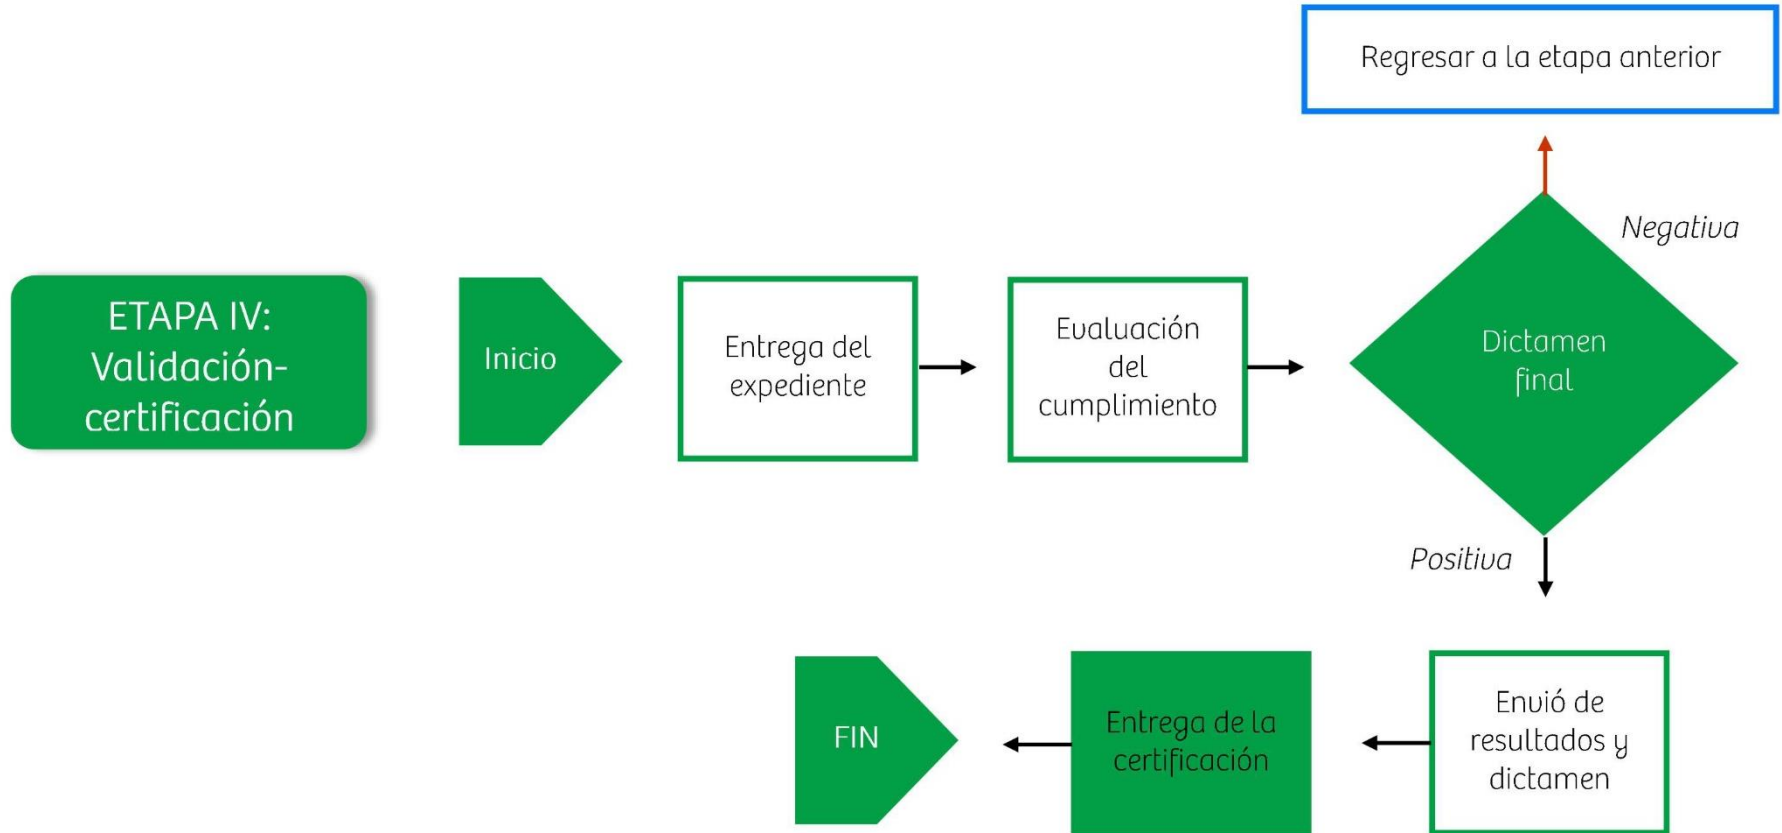 Regresar a la etapa anterior
Negativa
ETAPA IV:
Validación-
certificación
Inicio
Entrega del
expediente
Evaluación
del
cumplimiento
Dictamen
final
Positiva
FIN
Entrega de la
certificación
Envió de
resultados y
dictamen